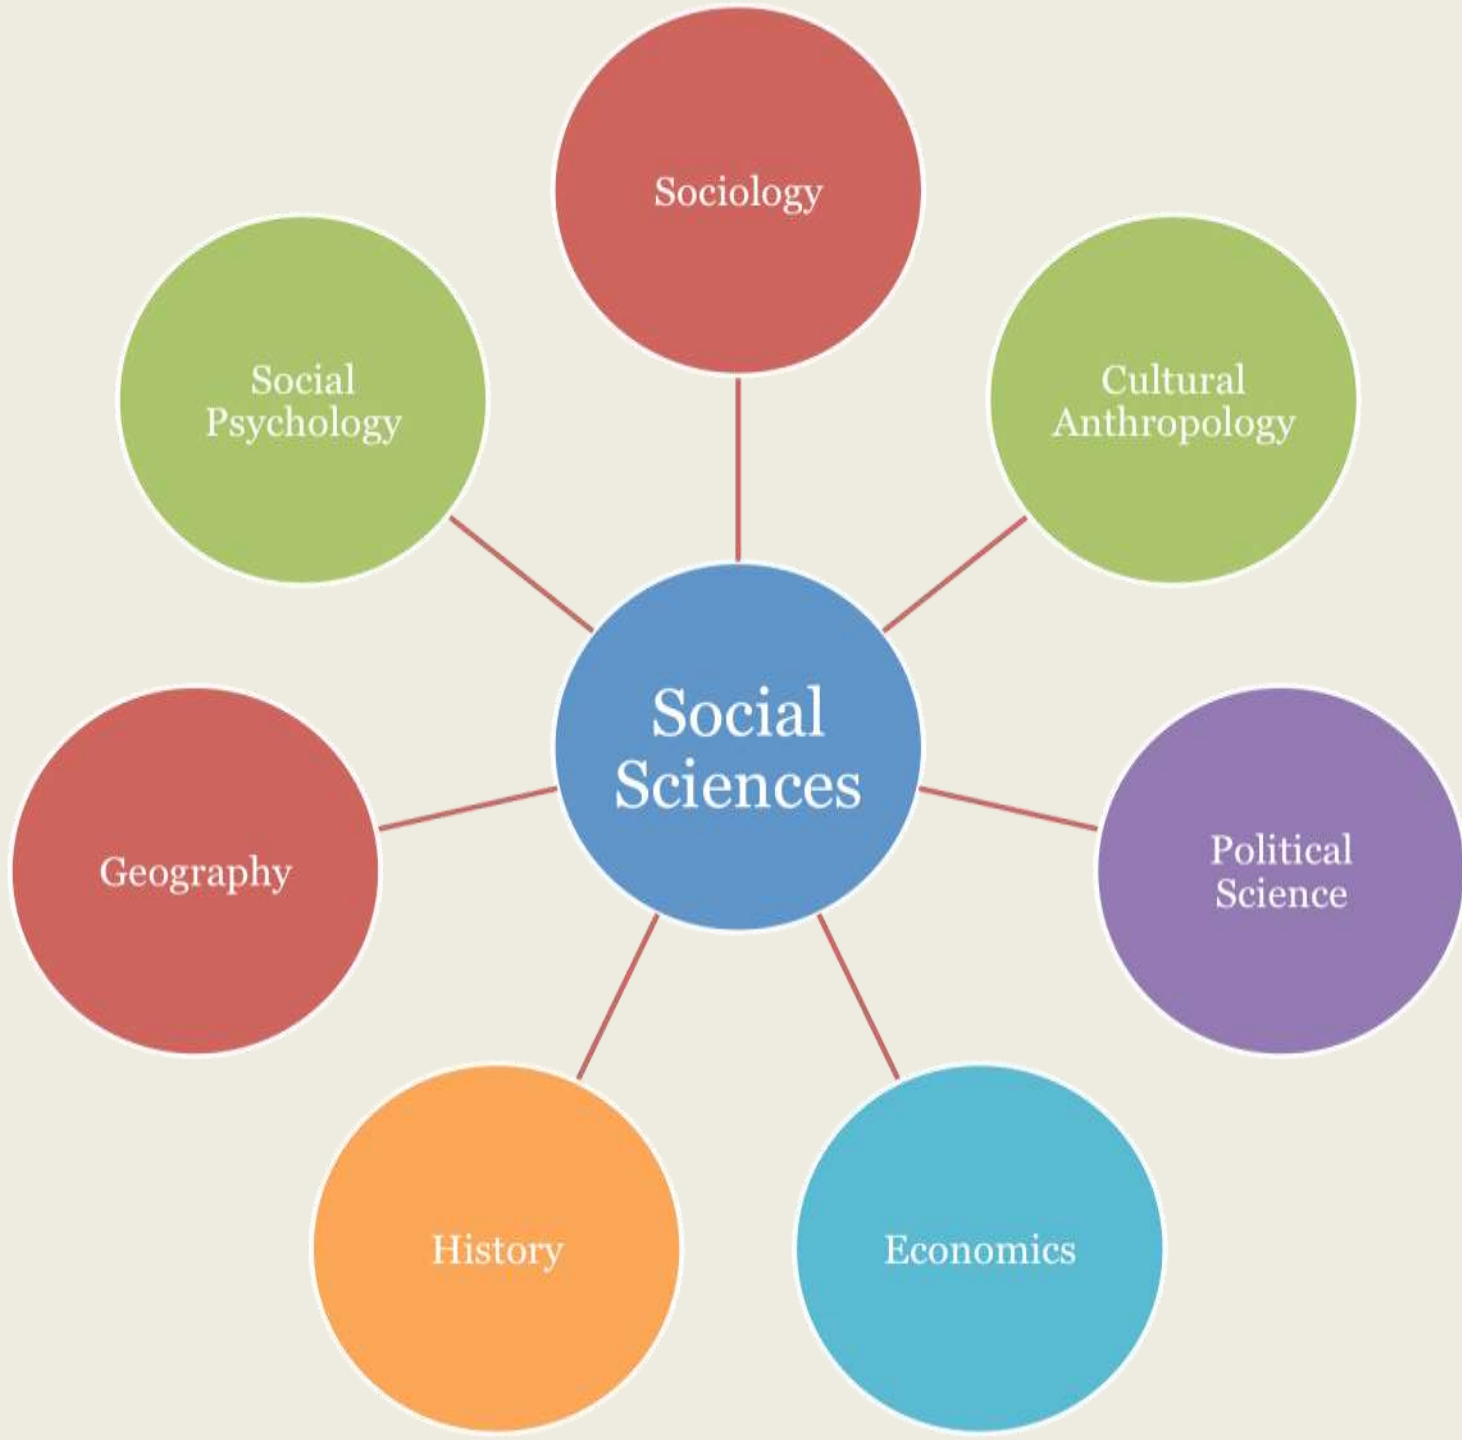 Sociology
Social
Psychology
Cultural
Anthropology
Social
Sciences
Geography
Political
Science
History
Economics